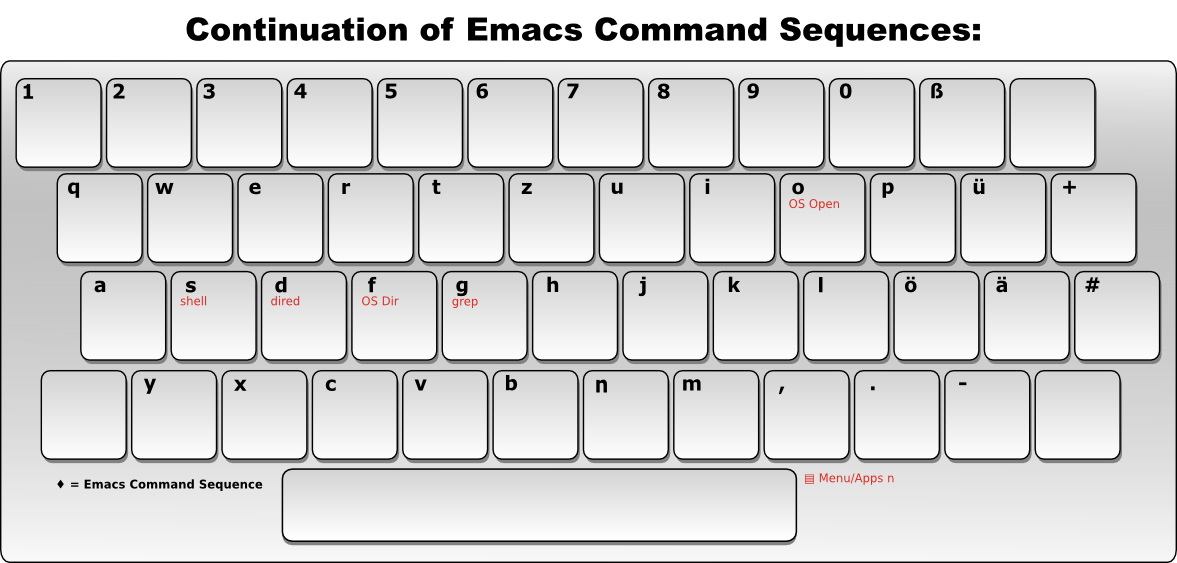 Continuation of Emacs Command Sequences:
1 2 3 4 5 6 7 8 9 0 ß
q w e r t z u i o p ü +
OS Open
a s d f g h j k l ö ä #
shell dired OS Dir grep
y x c v b n m , . -
♦ = Emacs Command Sequence
▤ Menu/Apps n